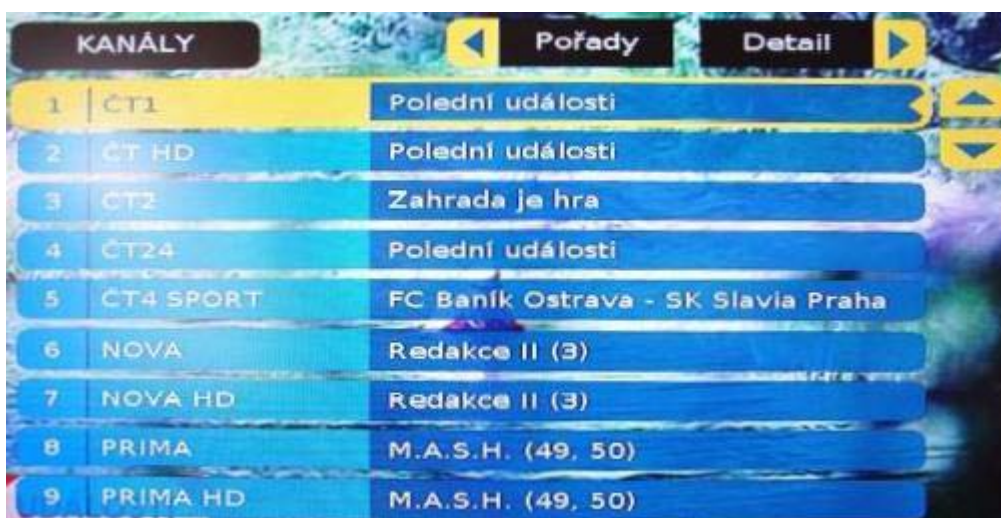 KANÁLY Pořady Detail
1 ČT1 Polední události
2 ČT HD Polední události
3 ČT2 Zahrada je hra
4 ČT24 Polední události
5 ČT4 SPORT FC Baník Ostrava - SK Slavia Praha
6 NOVA Redakce II (3)
7 NOVA HD Redakce II (3)
8 PRIMA M.A.S.H. (49, 50)
9 PRIMA HD M.A.S.H. (49, 50)